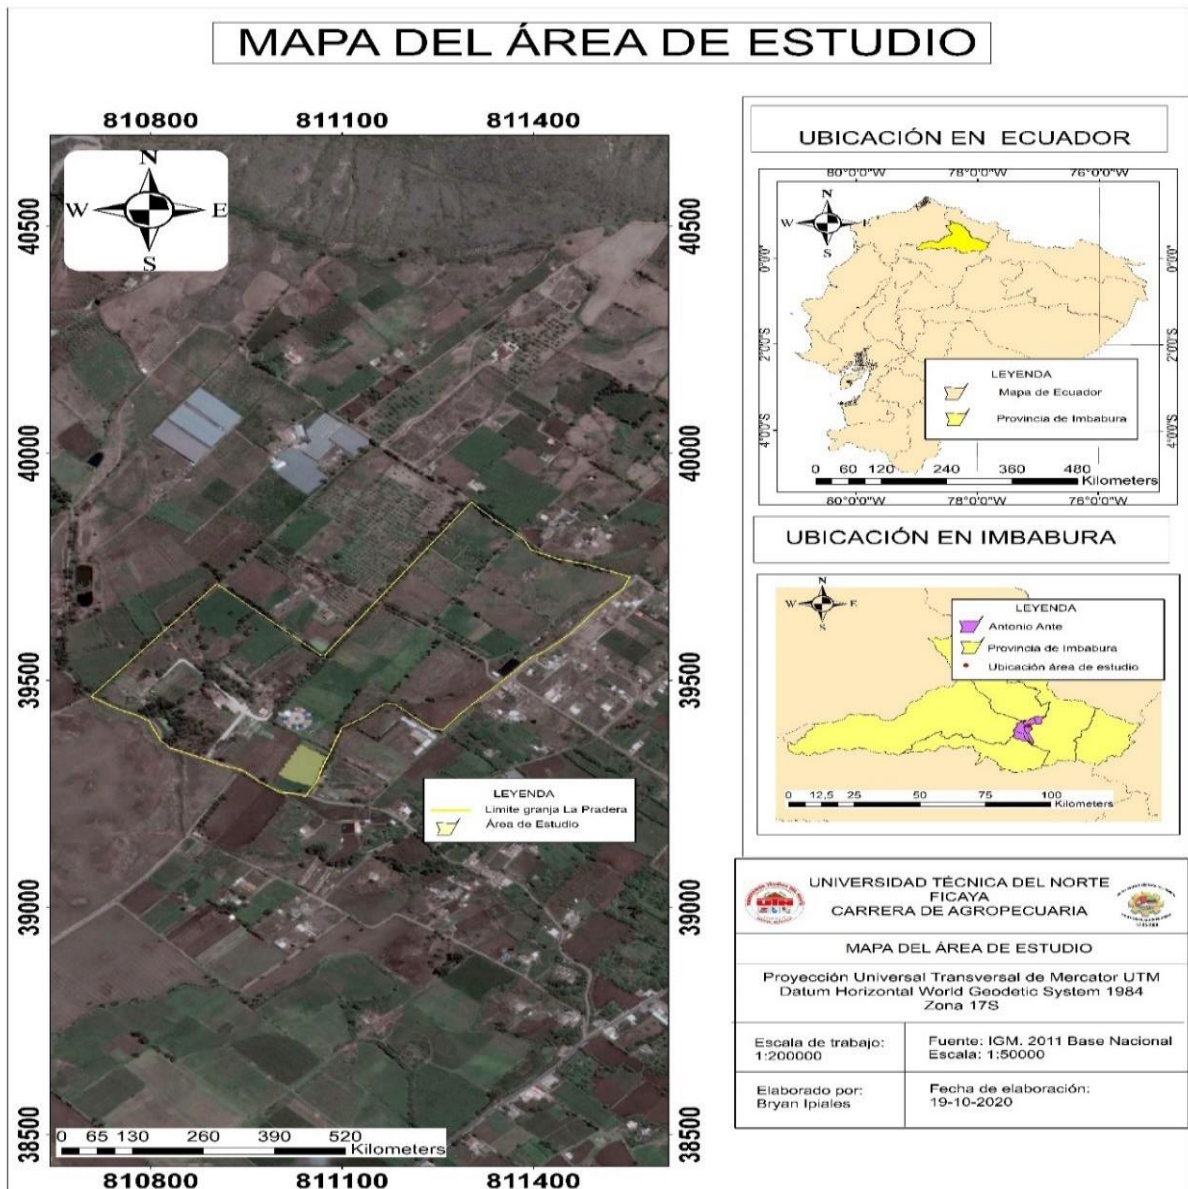 MAPA DEL ÁREA DE ESTUDIO
810800 811100 811400
N
W E
S
40500 40500
40000 40000
39500 39500
39000 39000
38500 38500
LEYENDA
Límite granja La Pradera
Área de Estudio
0 65 130 260 390 520
Kilometers
810800 811100 811400
UBICACIÓN EN ECUADOR
80°0'0"W 78°0'0"W 76°0'0"W
N
W E
S
0°0'0" 0°0'0"
2°0'0"S 2°0'0"S
4°0'0"S 4°0'0"S
LEYENDA
Mapa de Ecuador
Provincia de Imbabura
0 60 120 240 360 480
Kilometers
80°0'0"W 78°0'0"W 76°0'0"W
UBICACIÓN EN IMBABURA
N
W E
S
LEYENDA
Antonio Ante
Provincia de Imbabura
Ubicación área de estudio
0 12,5 25 50 75 100
Kilometers
UNIVERSIDAD TÉCNICA DEL NORTE
FICAYA
CARRERA DE AGROPECUARIA
MAPA DEL ÁREA DE ESTUDIO
Proyección Universal Transversal de Mercator UTM
Datum Horizontal World Geodetic System 1984
Zona 17S
Escala de trabajo:
1:200000
Fuente: IGM. 2011 Base Nacional
Escala: 1:50000
Elaborado por:
Bryan Ipiales
Fecha de elaboración:
19-10-2020